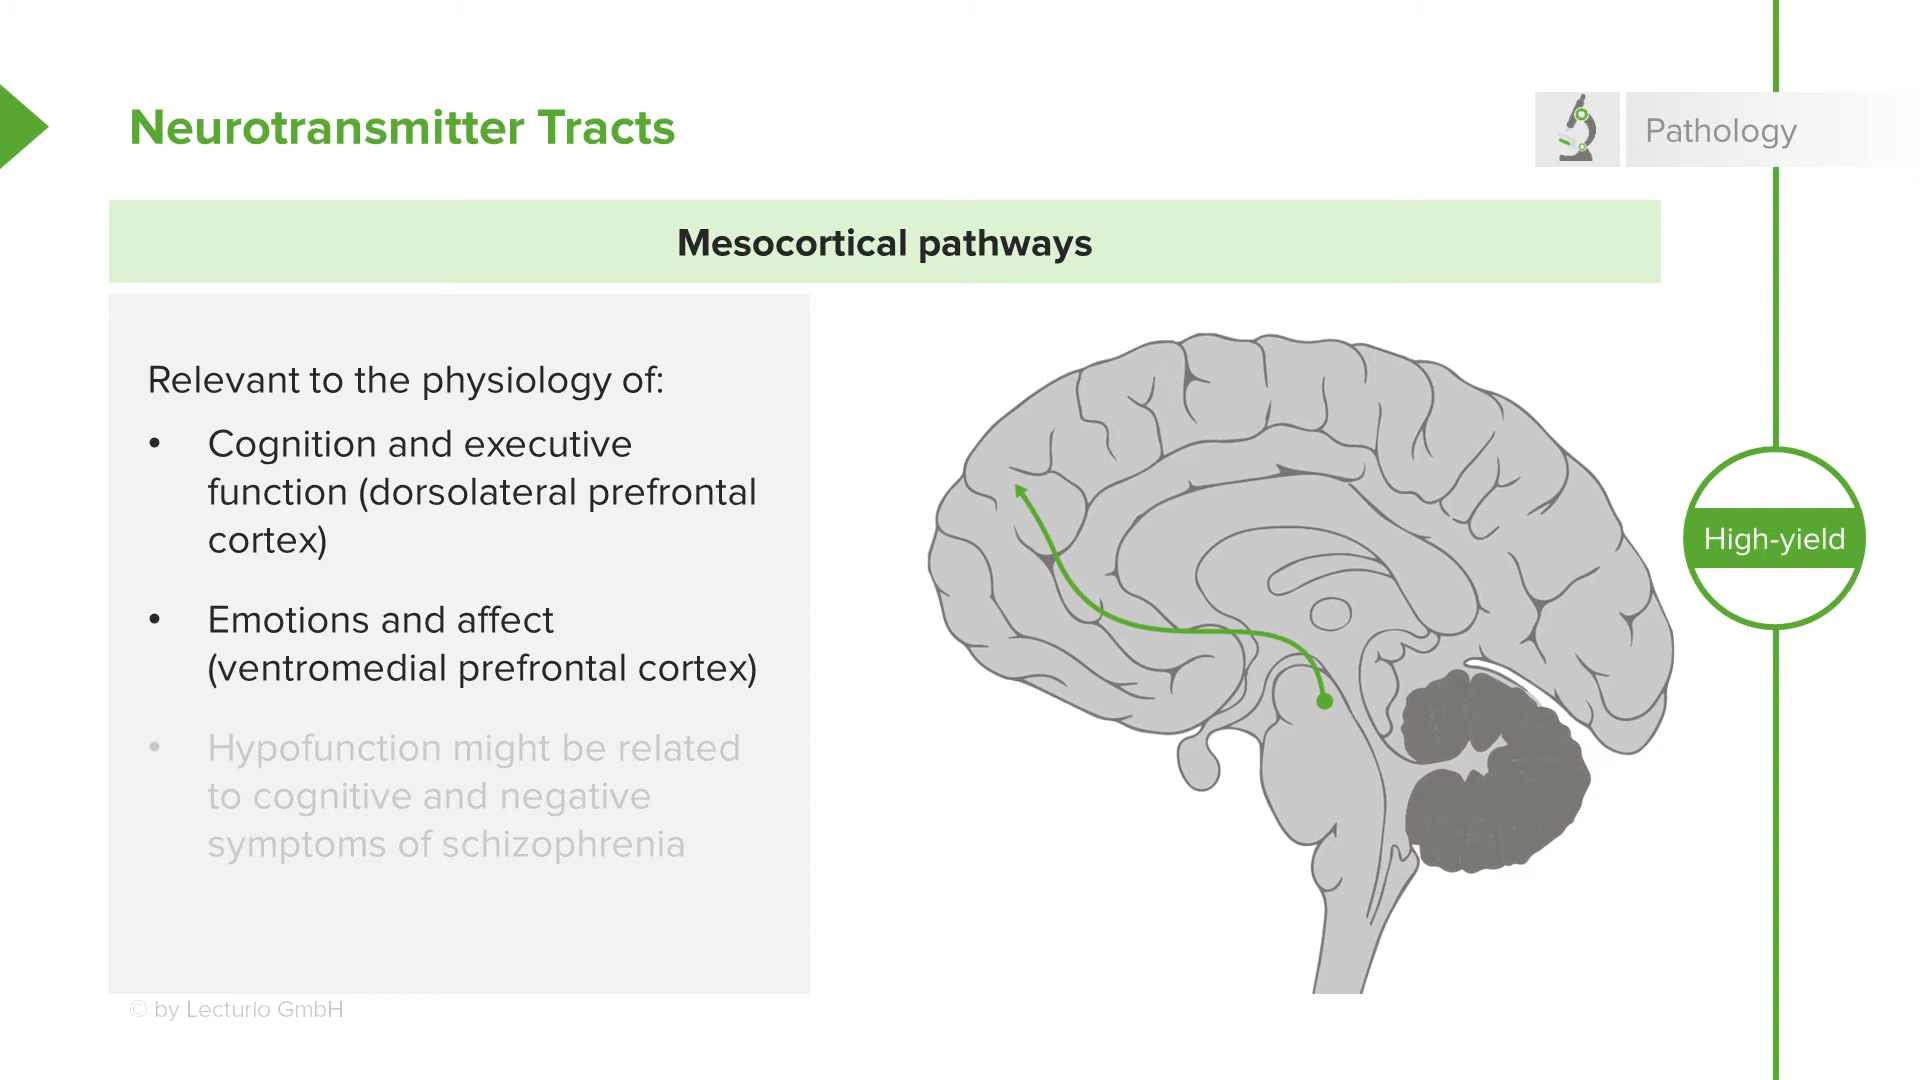 Neurotransmitter Tracts
Pathology
Mesocortical pathways
Relevant to the physiology of:
• Cognition and executive
function (dorsolateral prefrontal
cortex)
• Emotions and affect
(ventromedial prefrontal cortex)
• Hypofunction might be related
to cognitive and negative
symptoms of schizophrenia
High-yield
© by Lecturio GmbH